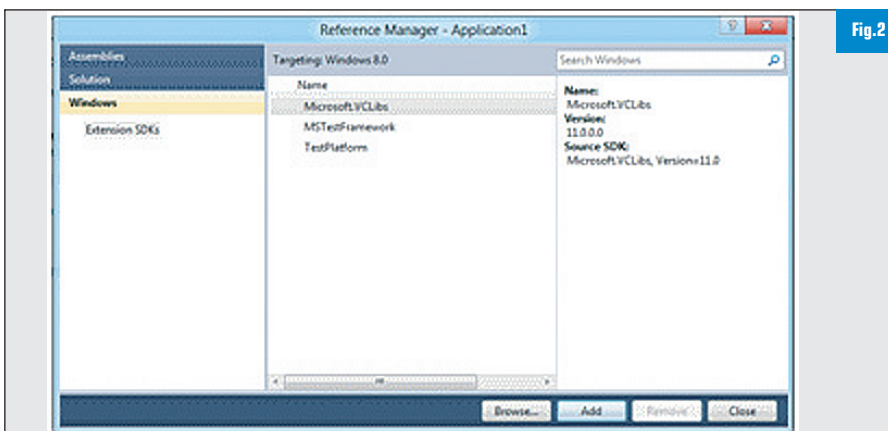 Fig.2
Reference Manager - Application1
Assemblies
Solution
Windows
Extension SDKs
Targeting: Windows 8.0
Name
Microsoft.VCLibs
MSTestFramework
TestPlatform
Search Windows
Name:
Microsoft.VCLibs
Version:
11.0.0.0
Source SDK:
Microsoft.VCLibs, Version=11.0
Browse...
Add
Remove
Close